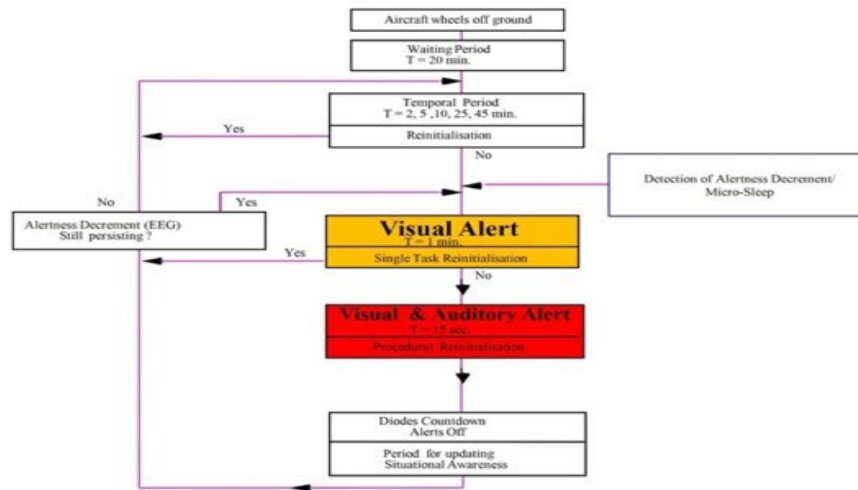 Aircraft wheels off ground
Waiting Period
T = 20 min.
Temporal Period
T = 2, 5 ,10, 25, 45 min.
Yes
Reinitialisation
No
Detection of Alertness Decrement/
Micro-Sleep
No
Yes
Alertness Decrement (EEG)
Still persisting ?
Visual Alert
T = 1 min.
Yes
Single Task Reinitialisation
No
Visual & Auditory Alert
T = 15 sec.
Procedural Reinitialisation
Diodes Countdown
Alerts Off
Period for updating
Situational Awareness